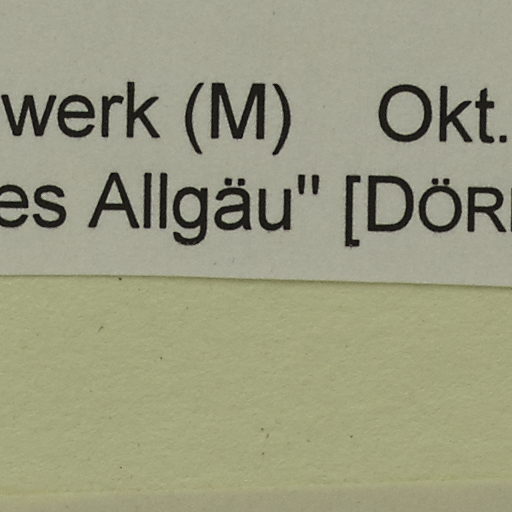 werk (M) Okt.
es Allgäu" [DÖR